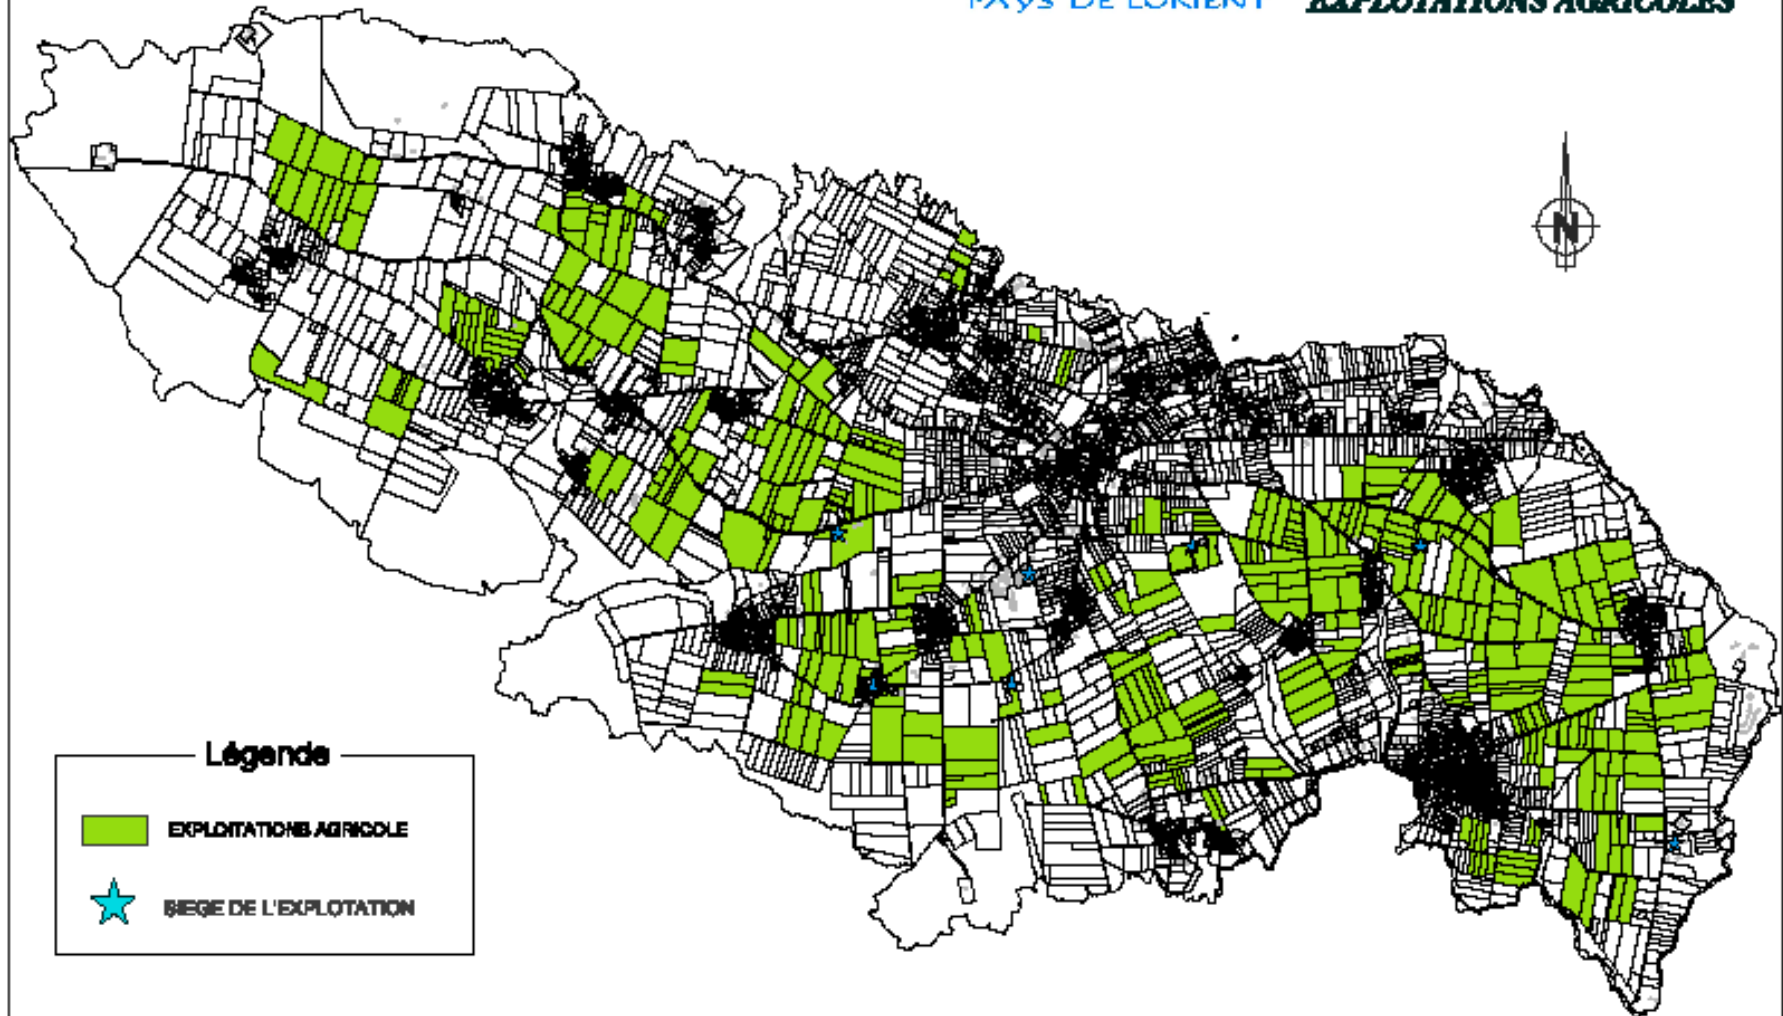 PAYS DE LORIENT EXPLOITATIONS AGRICOLES
N
Légende
EXPLOITATIONS AGRICOLE
SIEGE DE L'EXPLOTATION